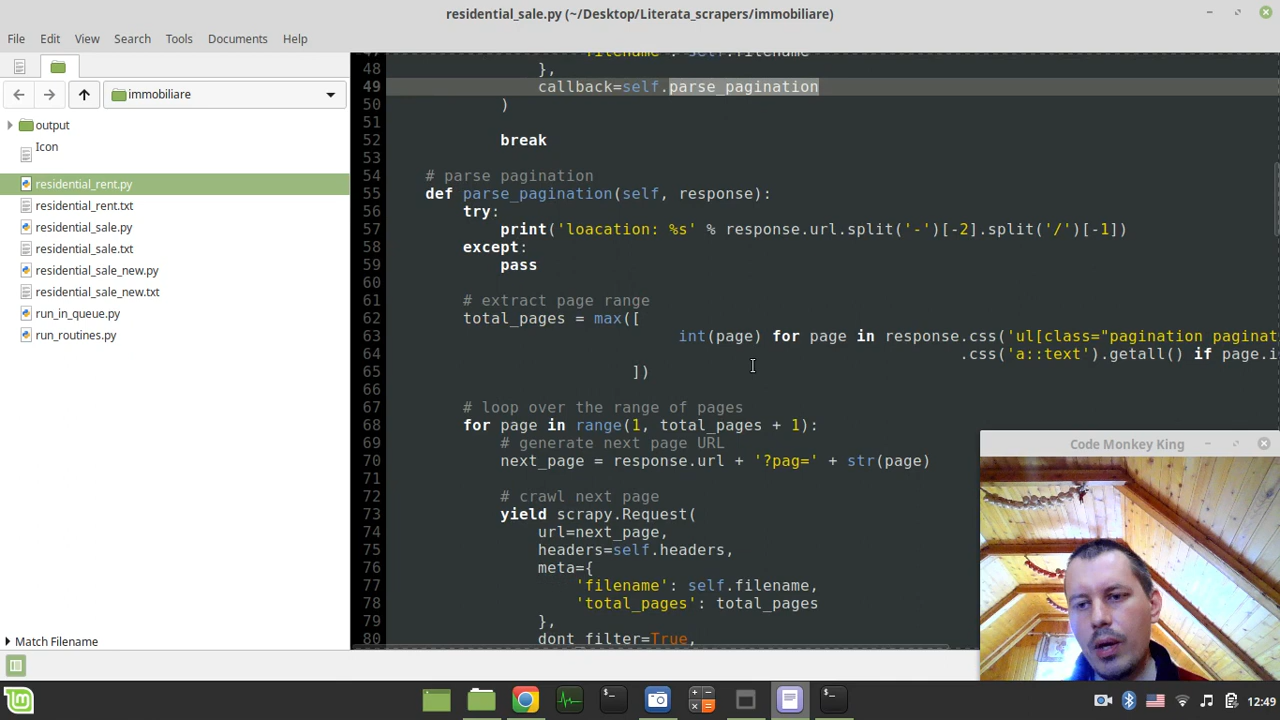 residential_sale.py (~/Desktop/Literata_scrapers/immobiliare)
File Edit View Search Tools Documents Help
immobiliare
output
Icon
residential_rent.py
residential_rent.txt
residential_sale.py
residential_sale.txt
residential_sale_new.py
residential_sale_new.txt
run_in_queue.py
run_routines.py
Match Filename
47 'filename': self.filename
48 },
49 callback=self.parse_pagination
50 )
51
52 break
53
54 # parse pagination
55 def parse_pagination(self, response):
56 try:
57 print('loacation: %s' % response.url.split('-')[-2].split('/')[-1])
58 except:
59 pass
60
61 # extract page range
62 total_pages = max([
63 int(page) for page in response.css('ul[class="pagination paginat
64 .css('a::text').getall() if page.i
65 ])
66
67 # loop over the range of pages
68 for page in range(1, total_pages + 1):
69 # generate next page URL
70 next_page = response.url + '?pag=' + str(page)
71
72 # crawl next page
73 yield scrapy.Request(
74 url=next_page,
75 headers=self.headers,
76 meta={
77 'filename': self.filename,
78 'total_pages': total_pages
79 },
80 dont_filter=True,
Code Monkey King
12:49